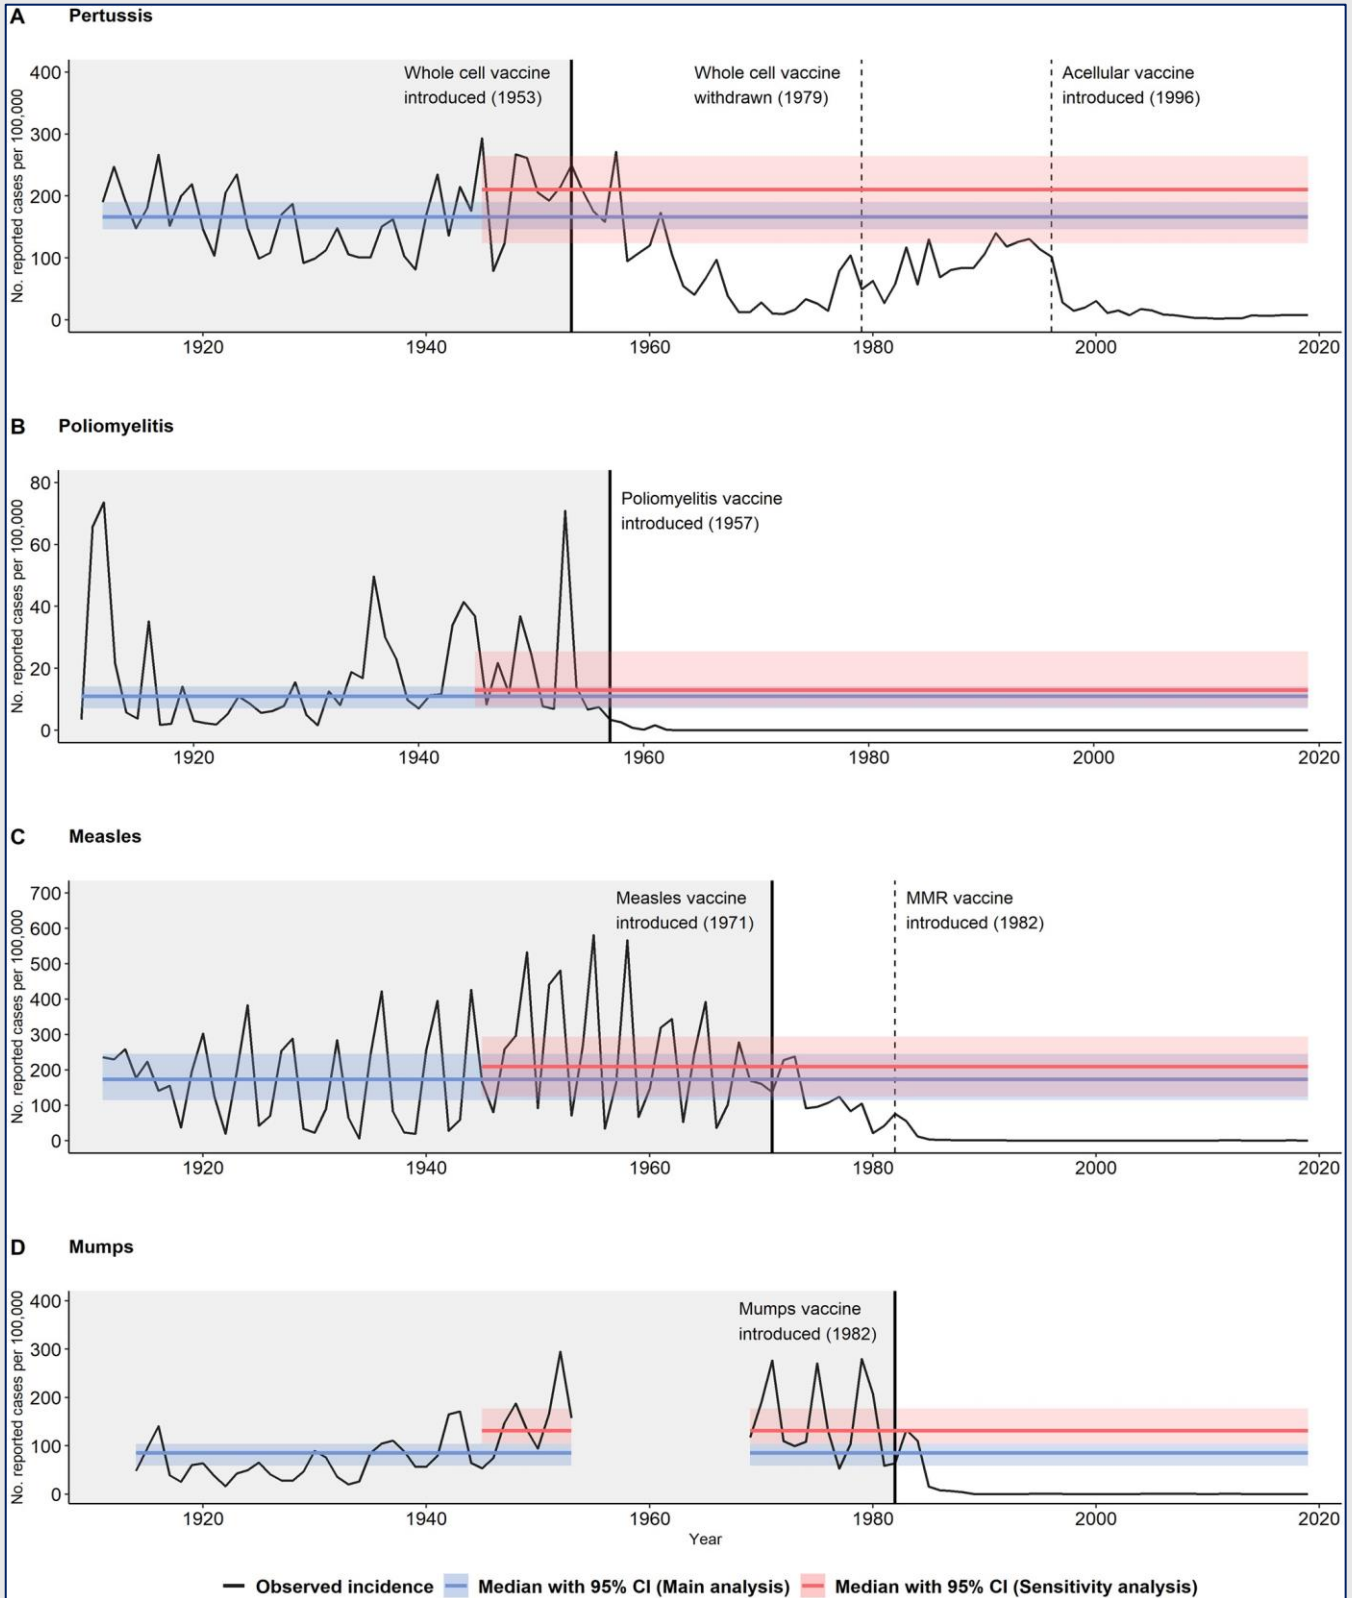 A Pertussis
No. reported cases per 100,000
400
300
200
100
0
Whole cell vaccine
introduced (1953)
Whole cell vaccine
withdrawn (1979)
Acellular vaccine
introduced (1996)
1920 1940 1960 1980 2000 2020
B Poliomyelitis
No. reported cases per 100,000
80
60
40
20
0
Poliomyelitis vaccine
introduced (1957)
1920 1940 1960 1980 2000 2020
C Measles
No. reported cases per 100,000
700
600
500
400
300
200
100
0
Measles vaccine
introduced (1971)
MMR vaccine
introduced (1982)
1920 1940 1960 1980 2000 2020
D Mumps
No. reported cases per 100,000
400
300
200
100
0
Mumps vaccine
introduced (1982)
1920 1940 1960 1980 2000 2020
Year
Observed incidence Median with 95% CI (Main analysis) Median with 95% CI (Sensitivity analysis)